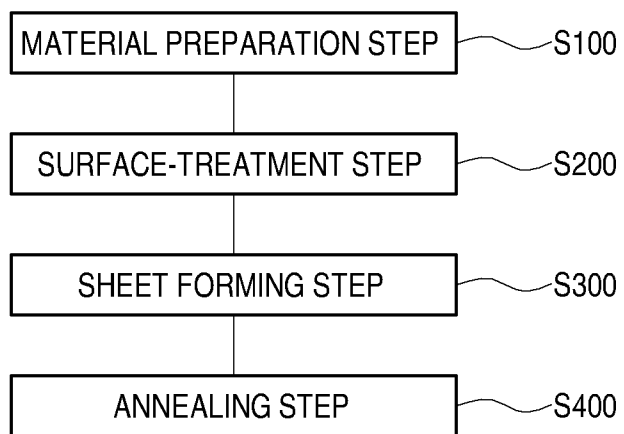 MATERIAL PREPARATION STEP S100
SURFACE-TREATMENT STEP S200
SHEET FORMING STEP S300
ANNEALING STEP S400